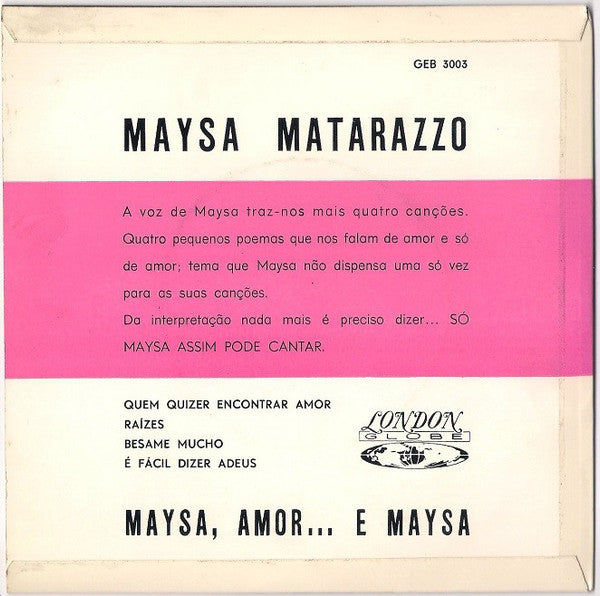 GEB 3003
MAYSA MATARAZZO
A voz de Maysa traz-nos mais quatro canções.
Quatro pequenos poemas que nos falam de amor e só
de amor; tema que Maysa não dispensa uma só vez
para as suas canções.
Da interpretação nada mais é preciso dizer... SÓ
MAYSA ASSIM PODE CANTAR.
QUEM QUIZER ENCONTRAR AMOR
RAÍZES
BESAME MUCHO
É FÁCIL DIZER ADEUS
LONDON
GLOBE
MAYSA, AMOR... E MAYSA